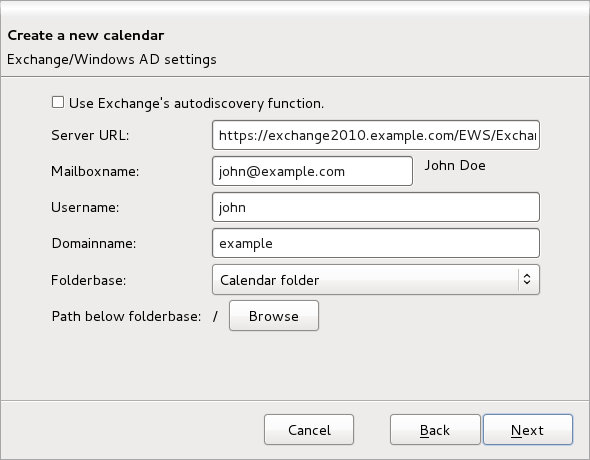 Create a new calendar
Exchange/Windows AD settings
Use Exchange's autodiscovery function.
Server URL: https://exchange2010.example.com/EWS/Exchar
Mailboxname: john@example.com John Doe
Username: john
Domainname: example
Folderbase: Calendar folder
Path below folderbase: / Browse
Cancel Back Next